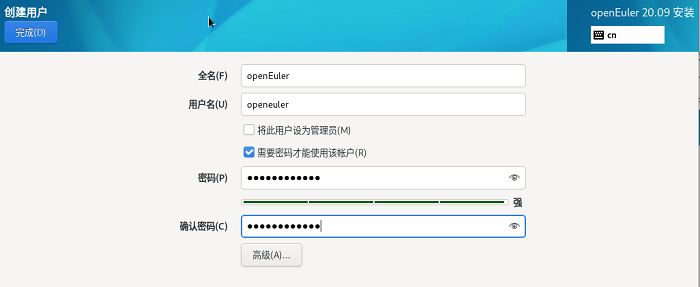 创建用户
openEuler 20.09 安装
完成(D)
cn
全名(F)
openEuler
用户名(U)
openeuler
将此用户设为管理员(M)
需要密码才能使用该帐户(R)
密码(P)
●●●●●●●●●●●●
强
确认密码(C)
●●●●●●●●●●●●
高级(A)...